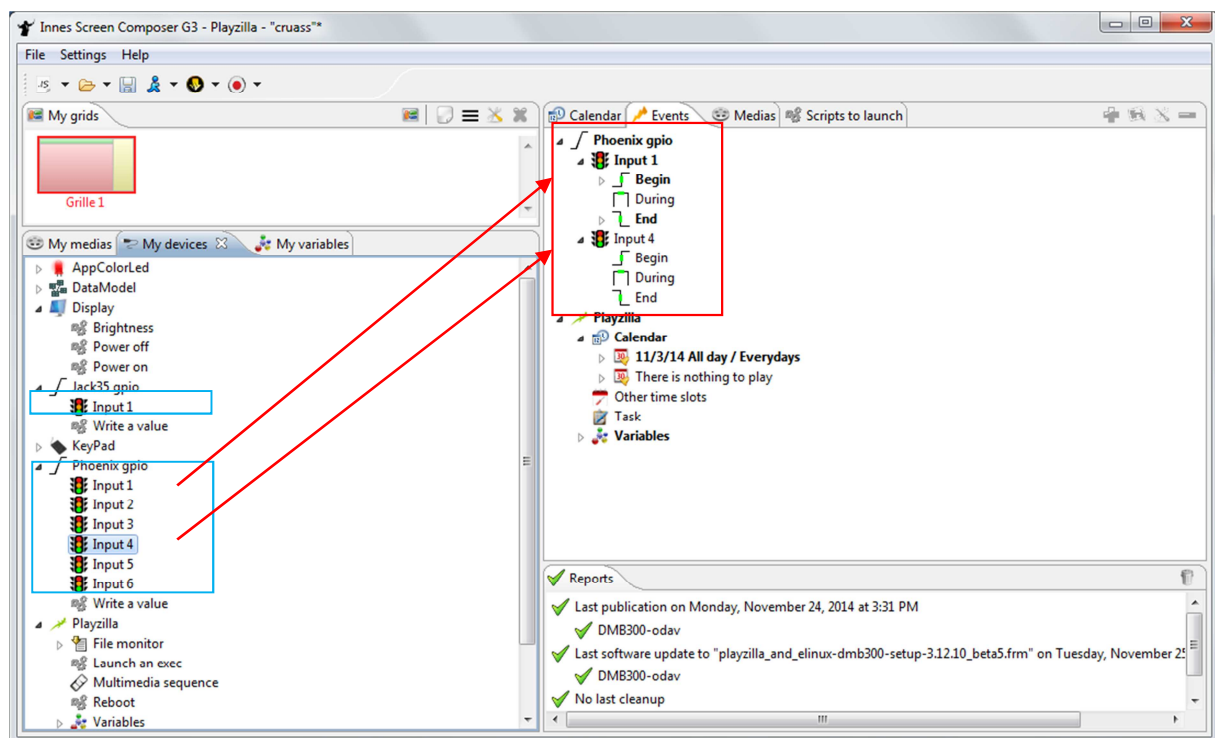 Innes Screen Composer G3 - Playzilla - "cruass"*
File Settings Help
JS
My grids
Grille 1
My medias My devices My variables
AppColorLed
DataModel
Display
Brightness
Power off
Power on
Jack35 gpio
Input 1
Write a value
KeyPad
Phoenix gpio
Input 1
Input 2
Input 3
Input 4
Input 5
Input 6
Write a value
Playzilla
File monitor
Launch an exec
Multimedia sequence
Reboot
Variables
Calendar Events Medias Scripts to launch
Phoenix gpio
Input 1
Begin
During
End
Input 4
Begin
During
End
Playzilla
Calendar
30 11/3/14 All day / Everydays
30 There is nothing to play
Other time slots
Task
Variables
Reports
Last publication on Monday, November 24, 2014 at 3:31 PM
DMB300-odav
Last software update to "playzilla_and_elinux-dmb300-setup-3.12.10_beta5.frm" on Tuesday, November 25
DMB300-odav
No last cleanup